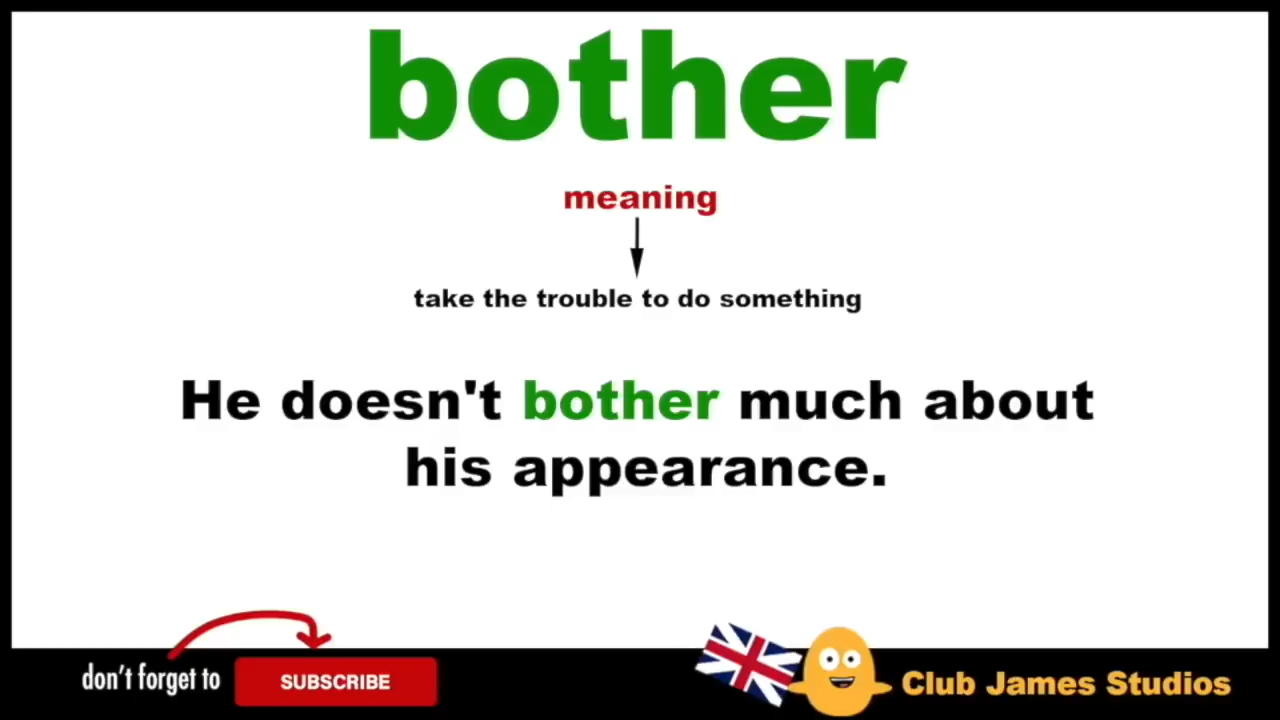 bother
meaning
take the trouble to do something
He doesn't bother much about
his appearance.
don't forget to SUBSCRIBE
Club James Studios